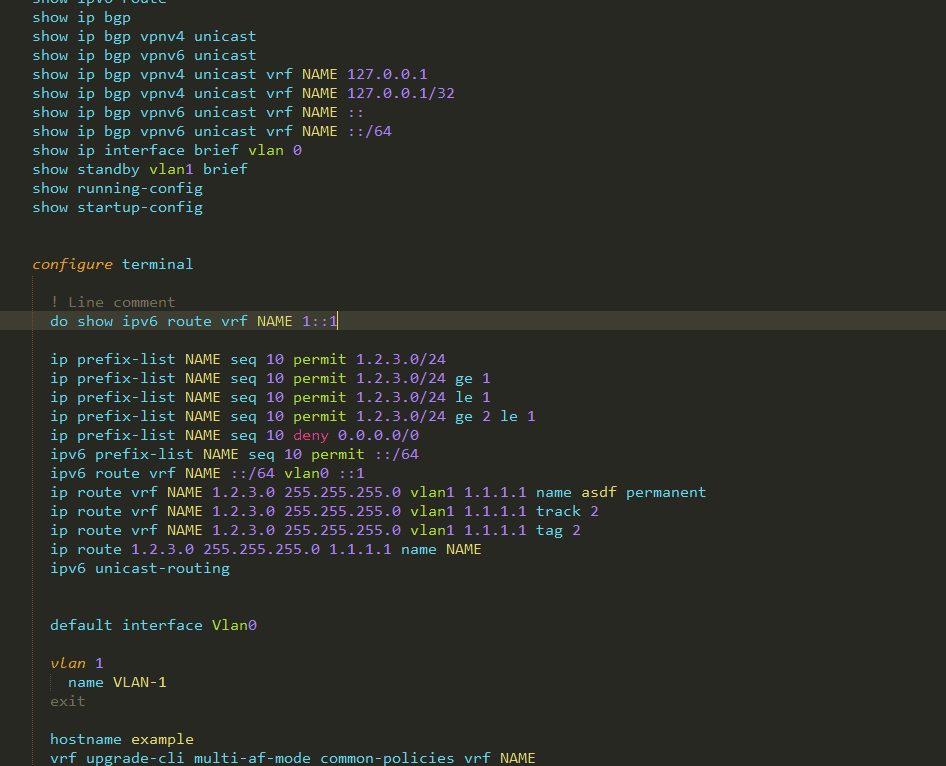 show ipv6 route
show ip bgp
show ip bgp vpnv4 unicast
show ip bgp vpnv6 unicast
show ip bgp vpnv4 unicast vrf NAME 127.0.0.1
show ip bgp vpnv4 unicast vrf NAME 127.0.0.1/32
show ip bgp vpnv6 unicast vrf NAME ::
show ip bgp vpnv6 unicast vrf NAME ::/64
show ip interface brief vlan 0
show standby vlan1 brief
show running-config
show startup-config
configure terminal
! Line comment
do show ipv6 route vrf NAME 1::1
ip prefix-list NAME seq 10 permit 1.2.3.0/24
ip prefix-list NAME seq 10 permit 1.2.3.0/24 ge 1
ip prefix-list NAME seq 10 permit 1.2.3.0/24 le 1
ip prefix-list NAME seq 10 permit 1.2.3.0/24 ge 2 le 1
ip prefix-list NAME seq 10 deny 0.0.0.0/0
ipv6 prefix-list NAME seq 10 permit ::/64
ipv6 route vrf NAME ::/64 vlan0 ::1
ip route vrf NAME 1.2.3.0 255.255.255.0 vlan1 1.1.1.1 name asdf permanent
ip route vrf NAME 1.2.3.0 255.255.255.0 vlan1 1.1.1.1 track 2
ip route vrf NAME 1.2.3.0 255.255.255.0 vlan1 1.1.1.1 tag 2
ip route 1.2.3.0 255.255.255.0 1.1.1.1 name NAME
ipv6 unicast-routing
default interface Vlan0
vlan 1
name VLAN-1
exit
hostname example
vrf upgrade-cli multi-af-mode common-policies vrf NAME